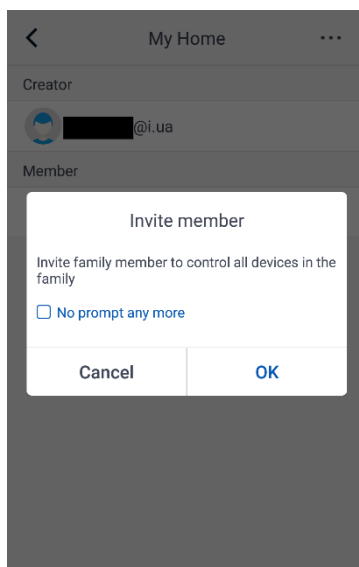 My Home
Creator
@i.ua
Member
Invite member
Invite family member to control all devices in the
family
No prompt any more
Cancel
OK